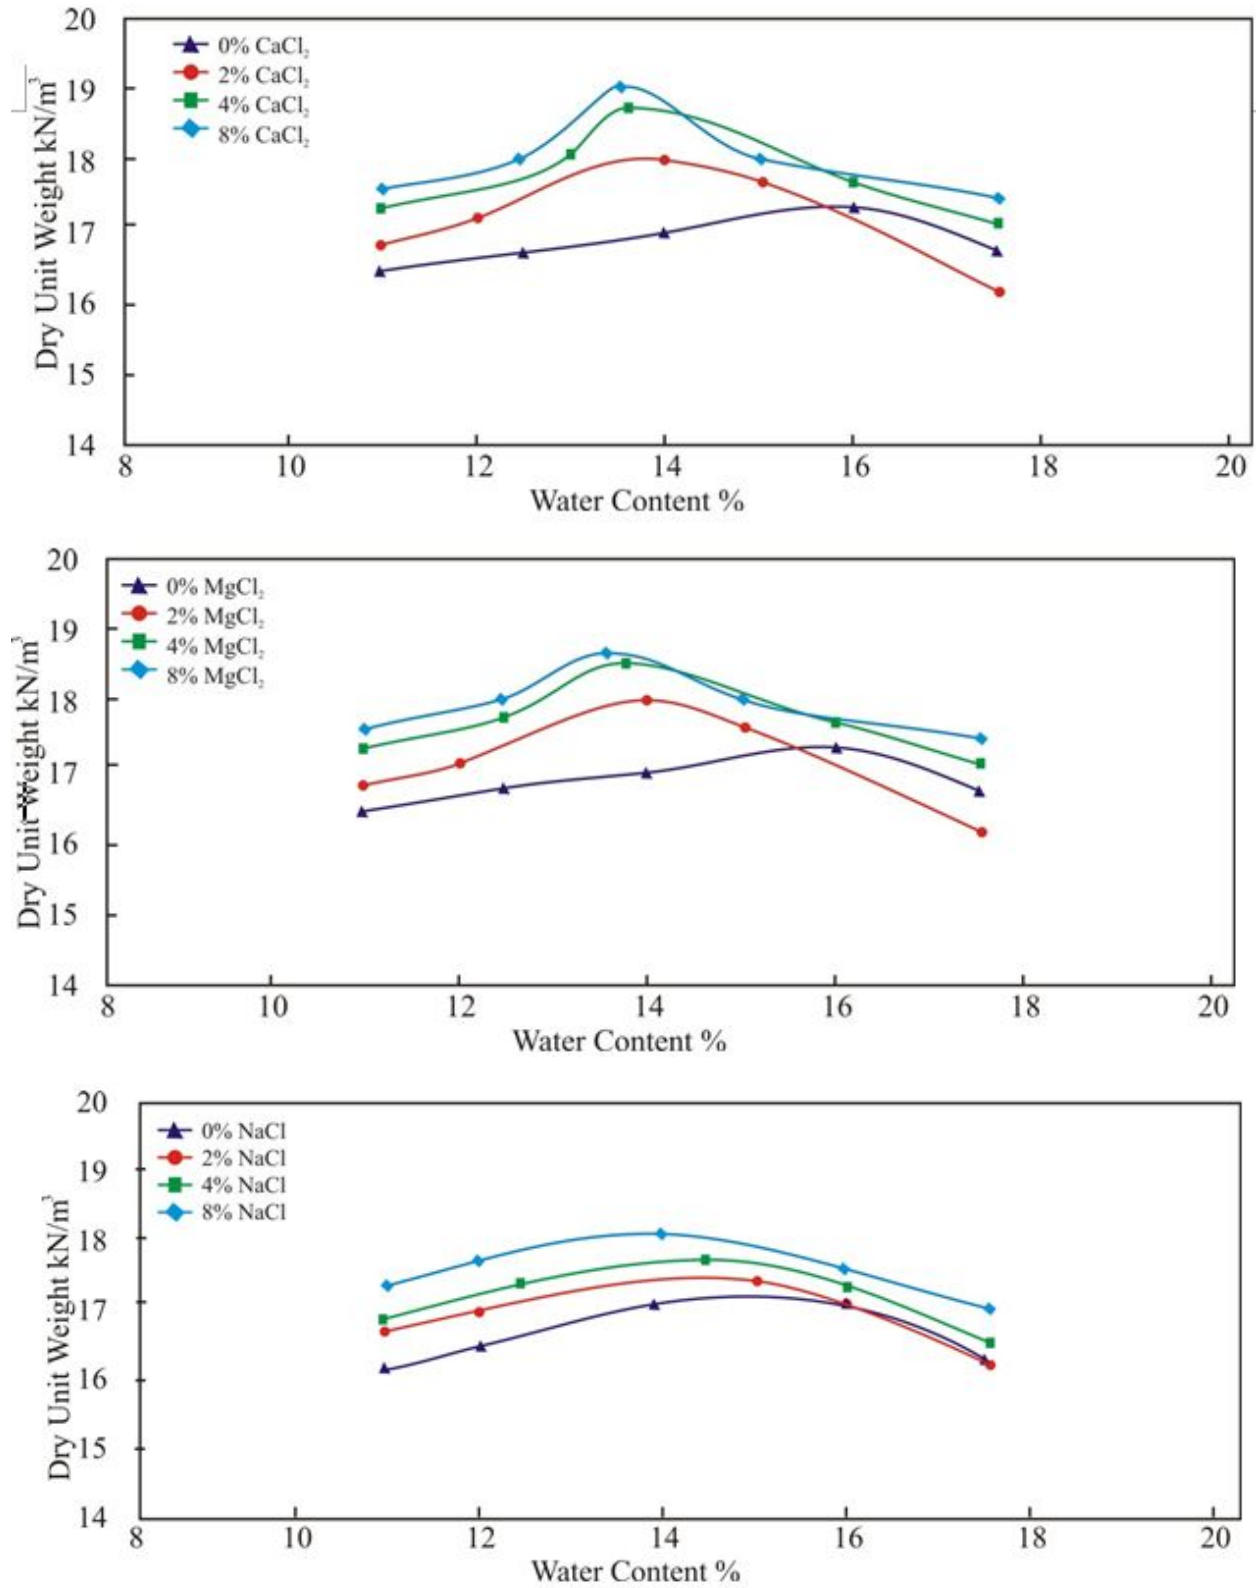 20
0% CaCl₂
2% CaCl₂
4% CaCl₂
8% CaCl₂
19
18
17
16
15
14
Dry Unit Weight kN/m³
8 10 12 14 16 18 20
Water Content %
20
0% MgCl₂
2% MgCl₂
4% MgCl₂
8% MgCl₂
19
18
17
16
15
14
Dry Unit Weight kN/m³
8 10 12 14 16 18 20
Water Content %
20
0% NaCl
2% NaCl
4% NaCl
8% NaCl
19
18
17
16
15
14
Dry Unit Weight kN/m³
8 10 12 14 16 18 20
Water Content %